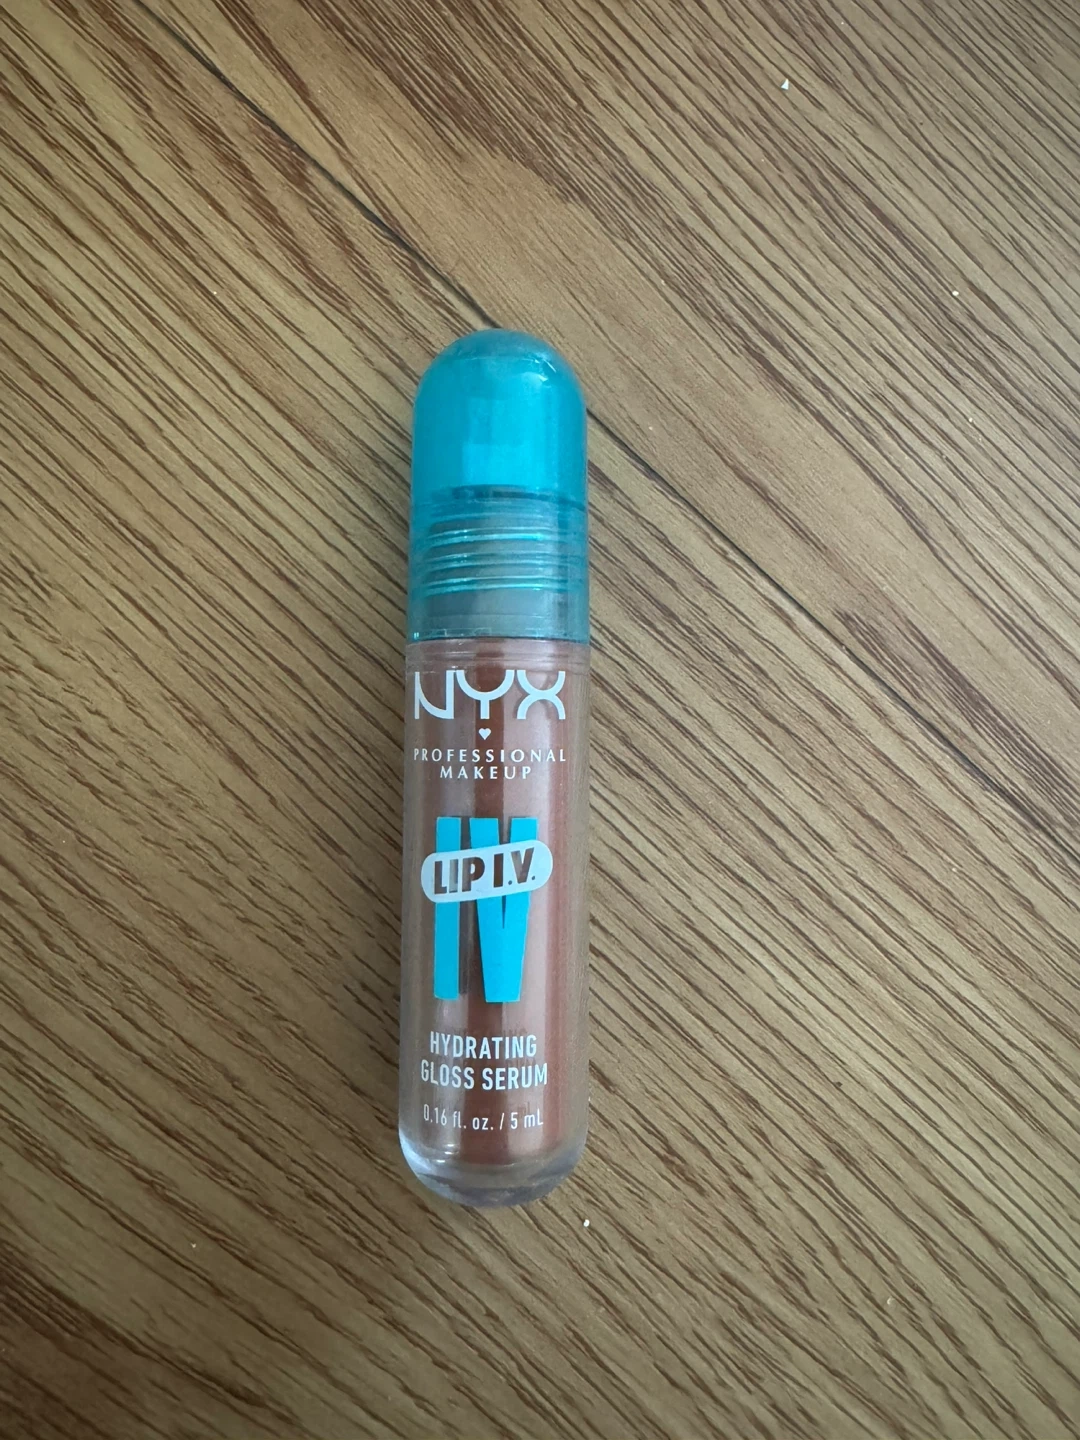 NYX
PROFESSIONAL
MAKEUP
IV
LIP I.V.
HYDRATING
GLOSS SERUM
0.16 fl. oz. / 5 mL